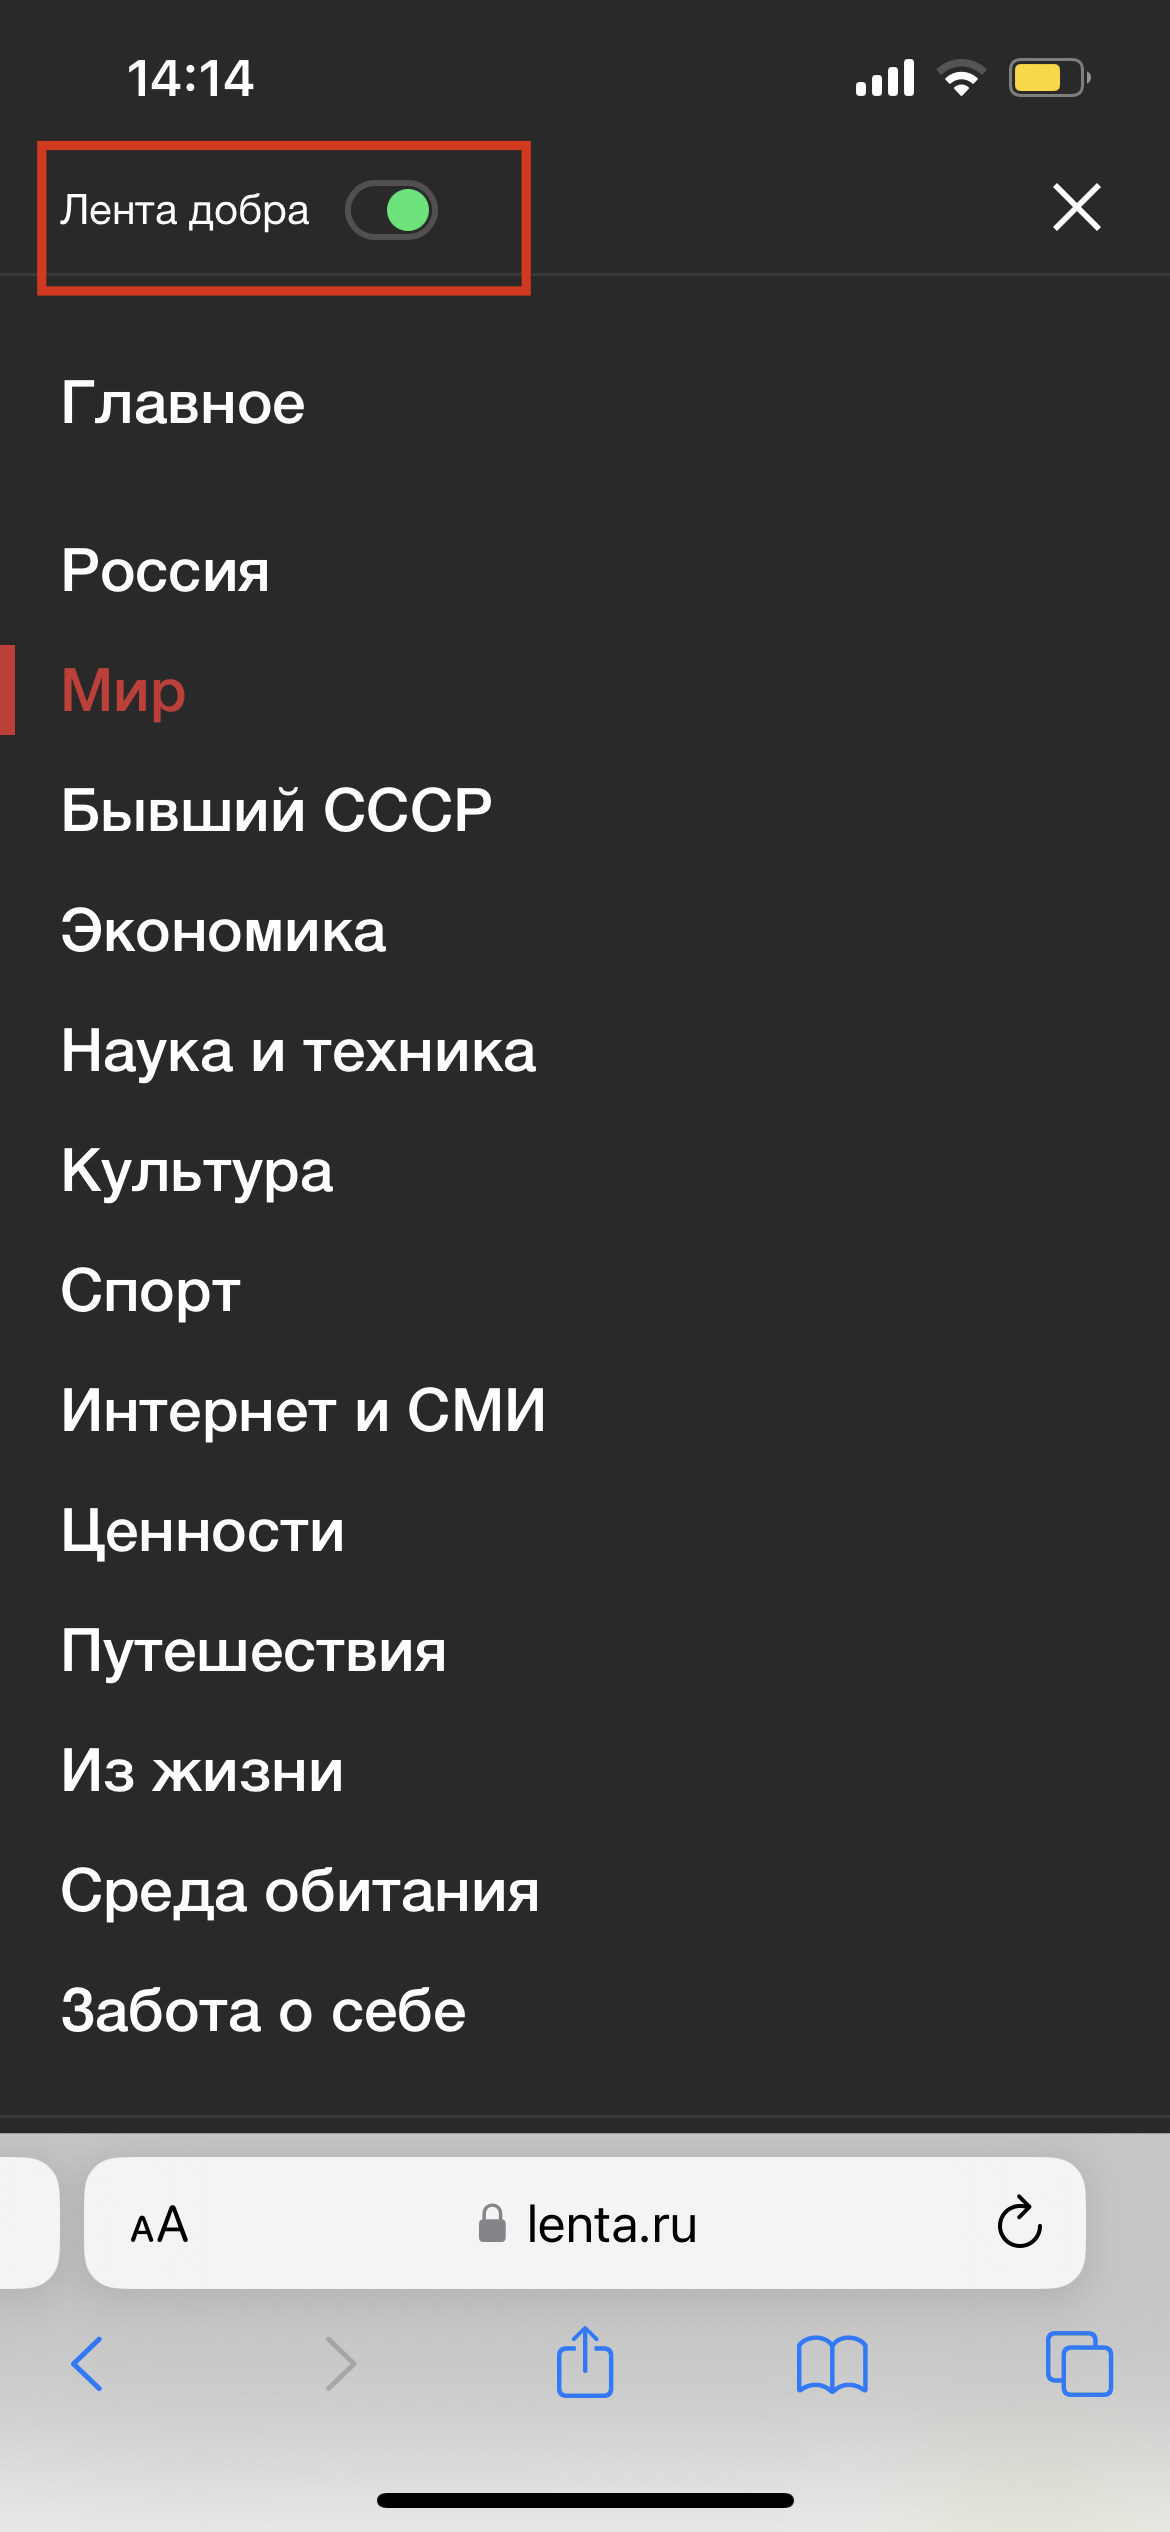 14:14
Лента добра
Главное
Россия
Мир
Бывший СССР
Экономика
Наука и техника
Культура
Спорт
Интернет и СМИ
Ценности
Путешествия
Из жизни
Среда обитания
Забота о себе
AA lenta.ru